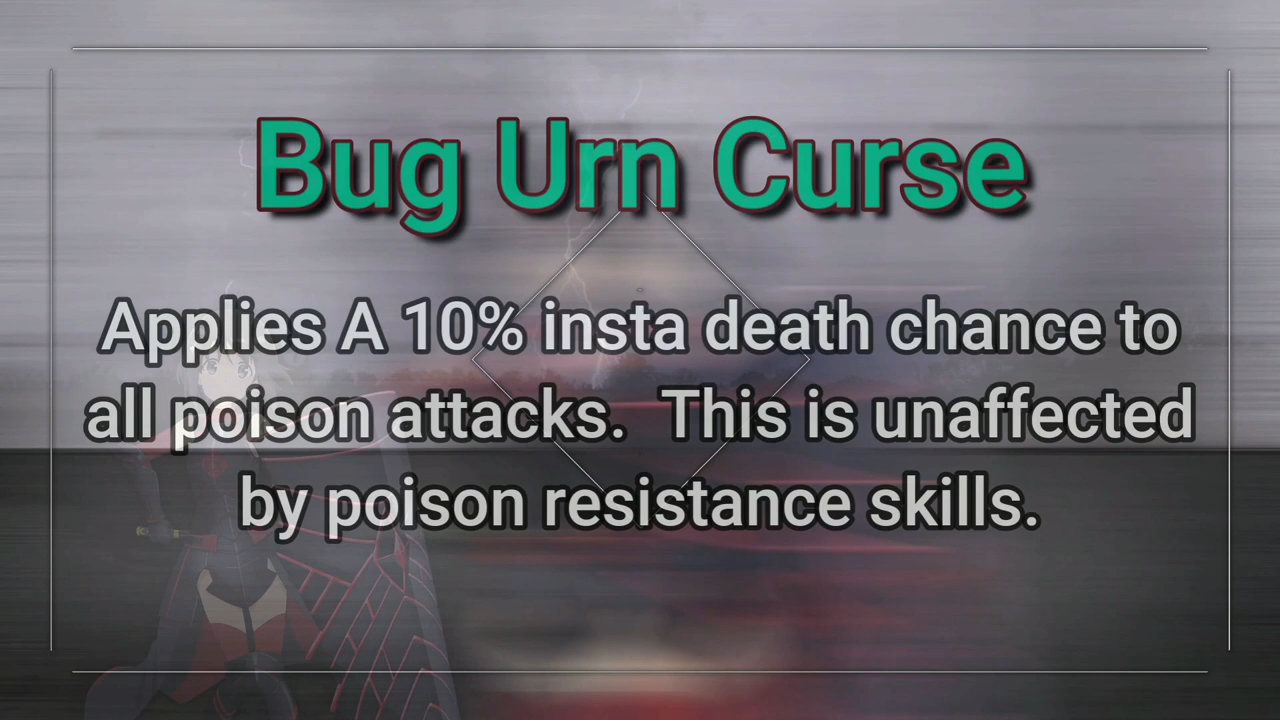 Bug Urn Curse
Applies A 10% insta death chance to
all poison attacks.  This is unaffected
by poison resistance skills.